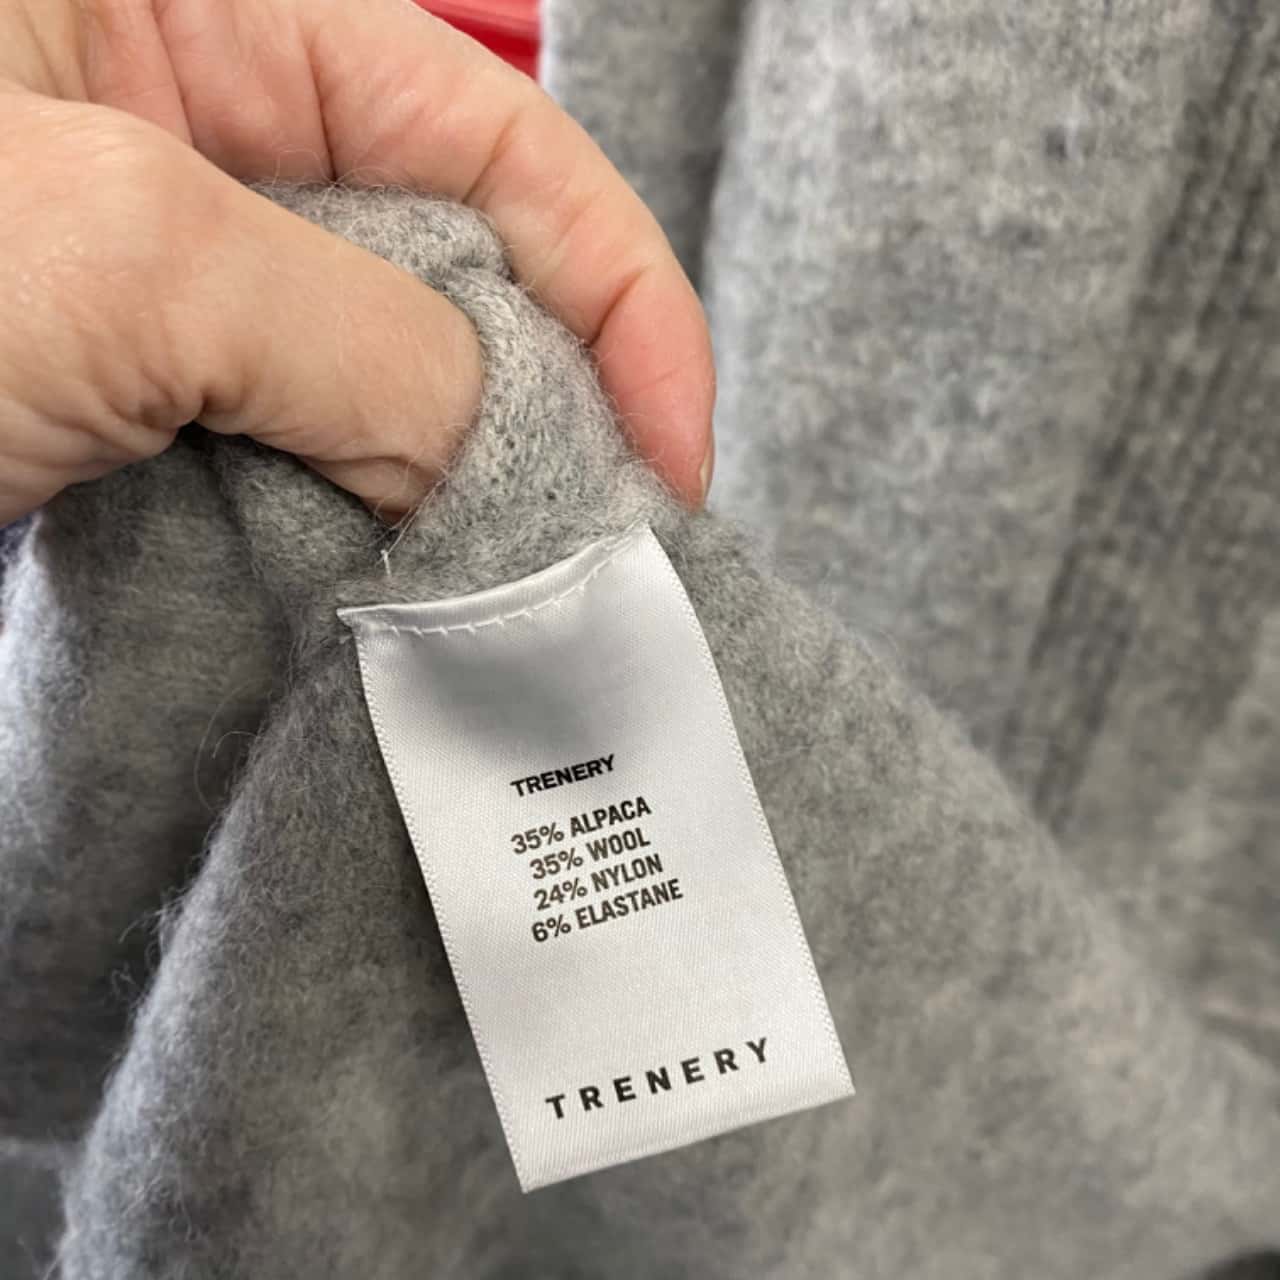 TRENERY
35% ALPACA
35% WOOL
24% NYLON
6% ELASTANE
TRENERY